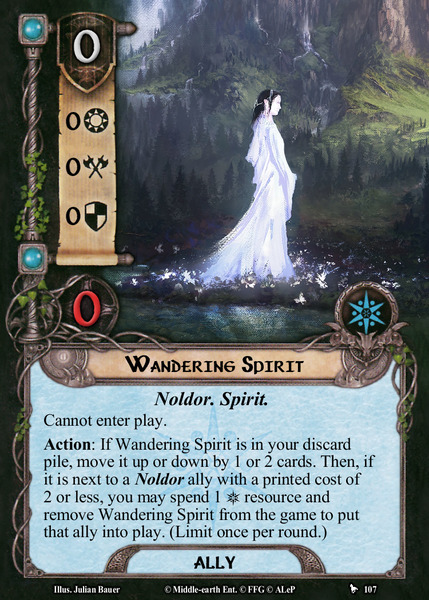 0
0
0
0
0
Wandering Spirit
Noldor. Spirit.
Cannot enter play.
Action: If Wandering Spirit is in your discard
pile, move it up or down by 1 or 2 cards. Then, if
it is next to a Noldor ally with a printed cost of
2 or less, you may spend 1 resource and
remove Wandering Spirit from the game to put
that ally into play. (Limit once per round.)
ALLY
Illus. Julian Bauer © Middle-earth Ent. © FFG © ALeP 107